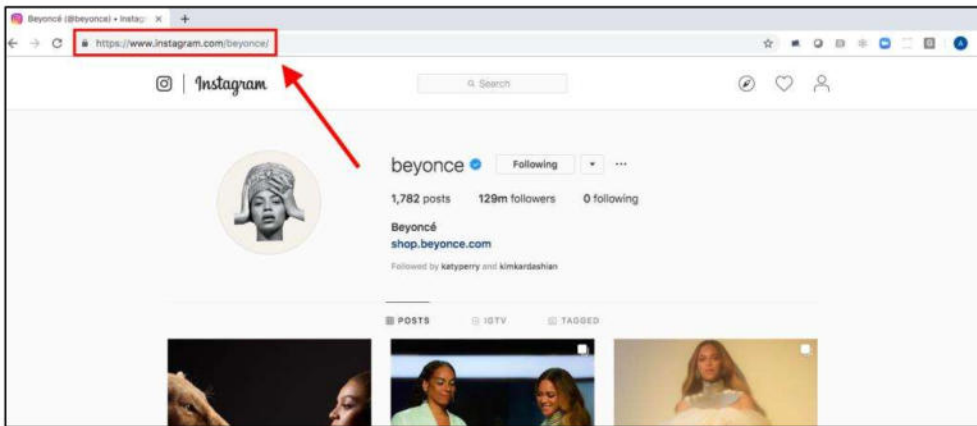 Beyoncé (@beyonce) • Instagr
https://www.instagram.com/beyonce/
Instagram
Search
beyonce Following
1,782 posts 129m followers 0 following
Beyoncé
shop.beyonce.com
Followed by katyperry and kimkardashian
POSTS IGTV TAGGED